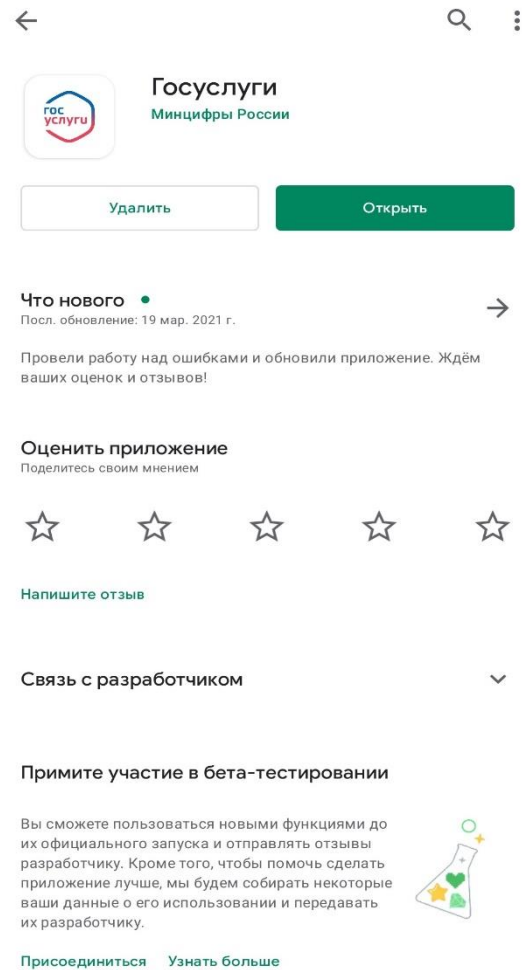 Госуслуги
гос
услуги
Минцифры России
Удалить
Открыть
Что нового
Посл. обновление: 19 мар. 2021 г.
Провели работу над ошибками и обновили приложение. Ждём
ваших оценок и отзывов!
Оценить приложение
Поделитесь своим мнением
Напишите отзыв
Связь с разработчиком
Примите участие в бета-тестировании
Вы сможете пользоваться новыми функциями до
их официального запуска и отправлять отзывы
разработчику. Кроме того, чтобы помочь сделать
приложение лучше, мы будем собирать некоторые
ваши данные о его использовании и передавать
их разработчику.
Присоединиться
Узнать больше